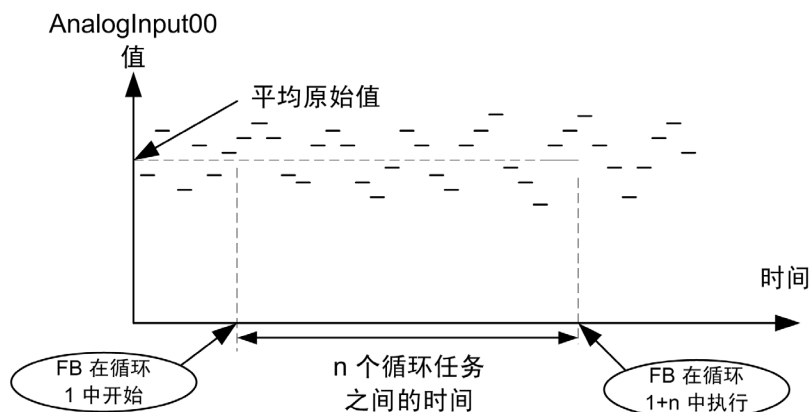 AnalogInput00
值
平均原始值
时间
FB 在循环
1 中开始
n 个循环任务
之间的时间
FB 在循环
1+n 中执行